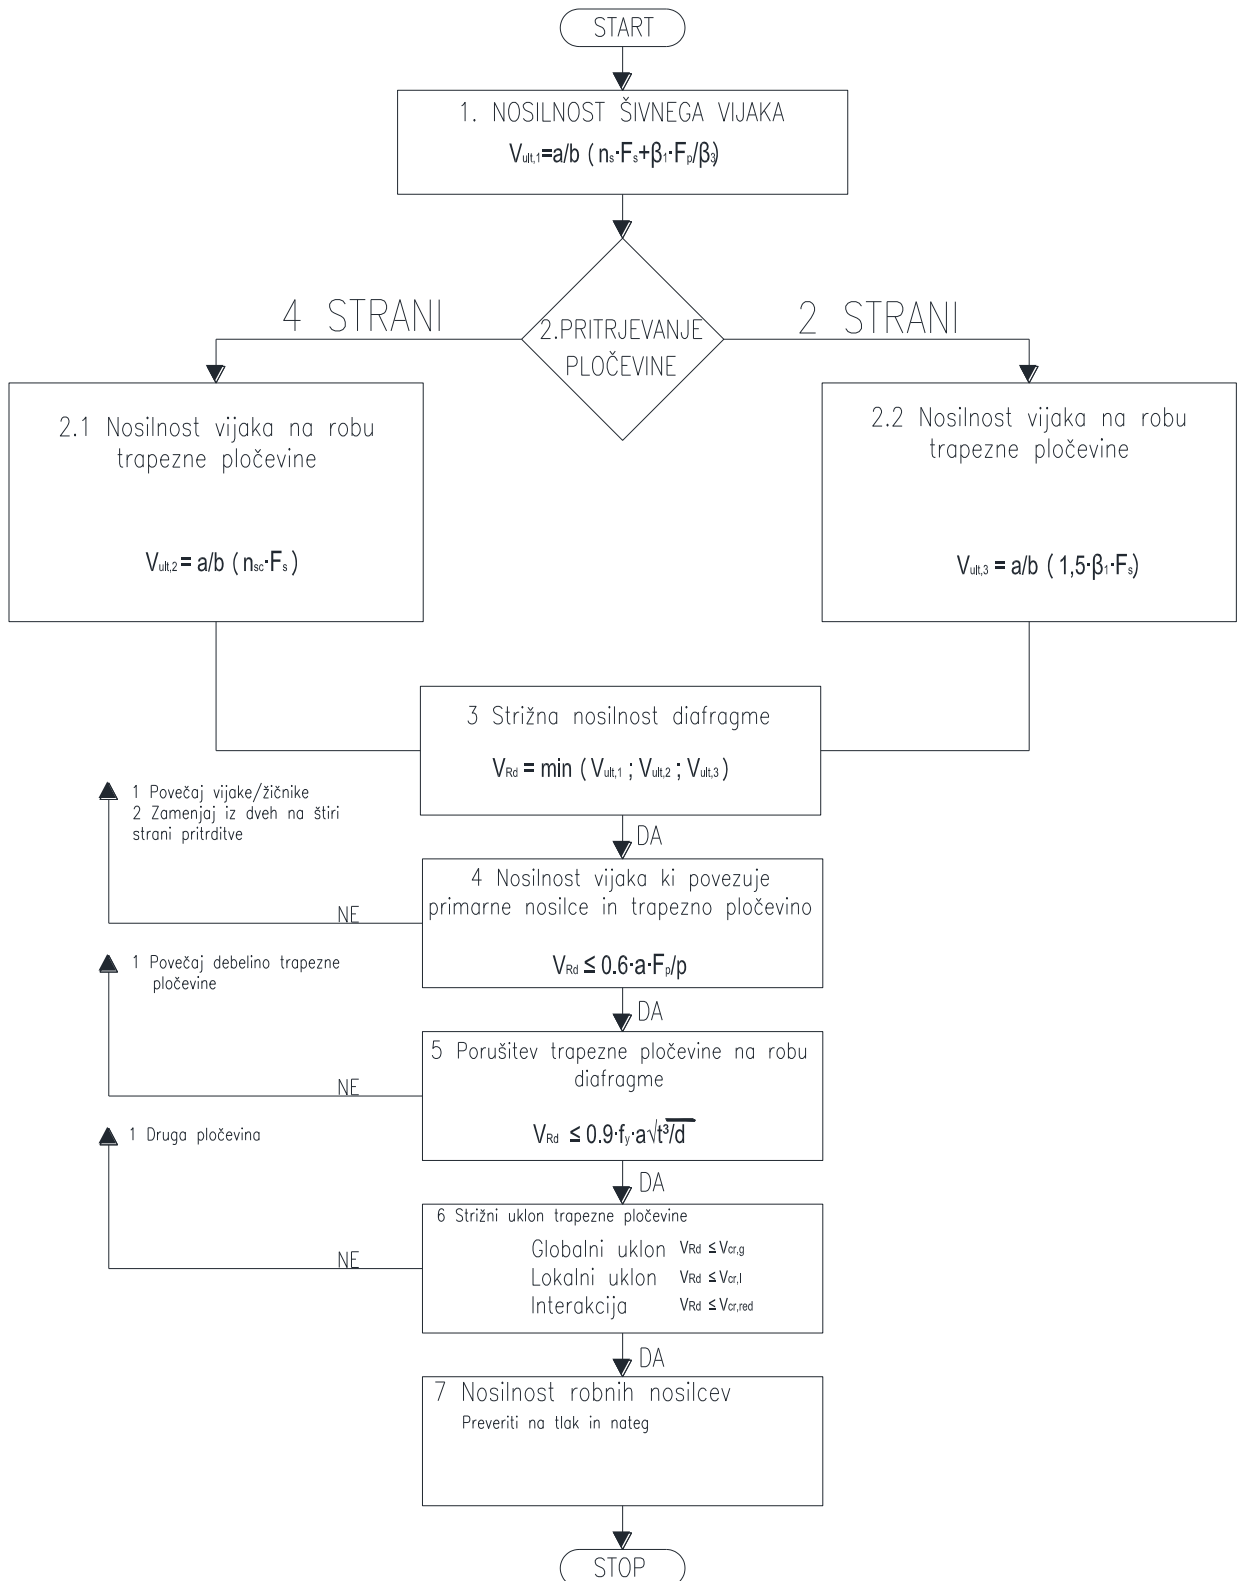 START
1. NOSILNOST ŠIVNEGA VIJAKA
Vult,1=a/b ( ns·Fs+β1·Fp/β3)
4 STRANI
2 STRANI
2.PRITRJEVANJE
PLOČEVINE
2.1 Nosilnost vijaka na robu
trapezne pločevine
Vult,2 = a/b ( nsc·Fs )
2.2 Nosilnost vijaka na robu
trapezne pločevine
Vult,3 = a/b ( 1,5·β1·Fs)
3 Strižna nosilnost diafragme
VRd = min ( Vult,1 ; Vult,2 ; Vult,3 )
1 Povečaj vijake/žičnike
2 Zamenjaj iz dveh na štiri
strani pritrditve
DA
4 Nosilnost vijaka ki povezuje
primarne nosilce in trapezno pločevino
VRd ≤ 0.6·a·Fp/p
NE
1 Povečaj debelino trapezne
pločevine
DA
5 Porušitev trapezne pločevine na robu
diafragme
VRd ≤ 0.9·fy·a√t³/d
NE
1 Druga pločevina
DA
6 Strižni uklon trapezne pločevine
Globalni uklon VRd ≤ Vcr,g
Lokalni uklon VRd ≤ Vcr,l
Interakcija VRd ≤ Vcr,red
NE
DA
7 Nosilnost robnih nosilcev
Preveriti na tlak in nateg
STOP